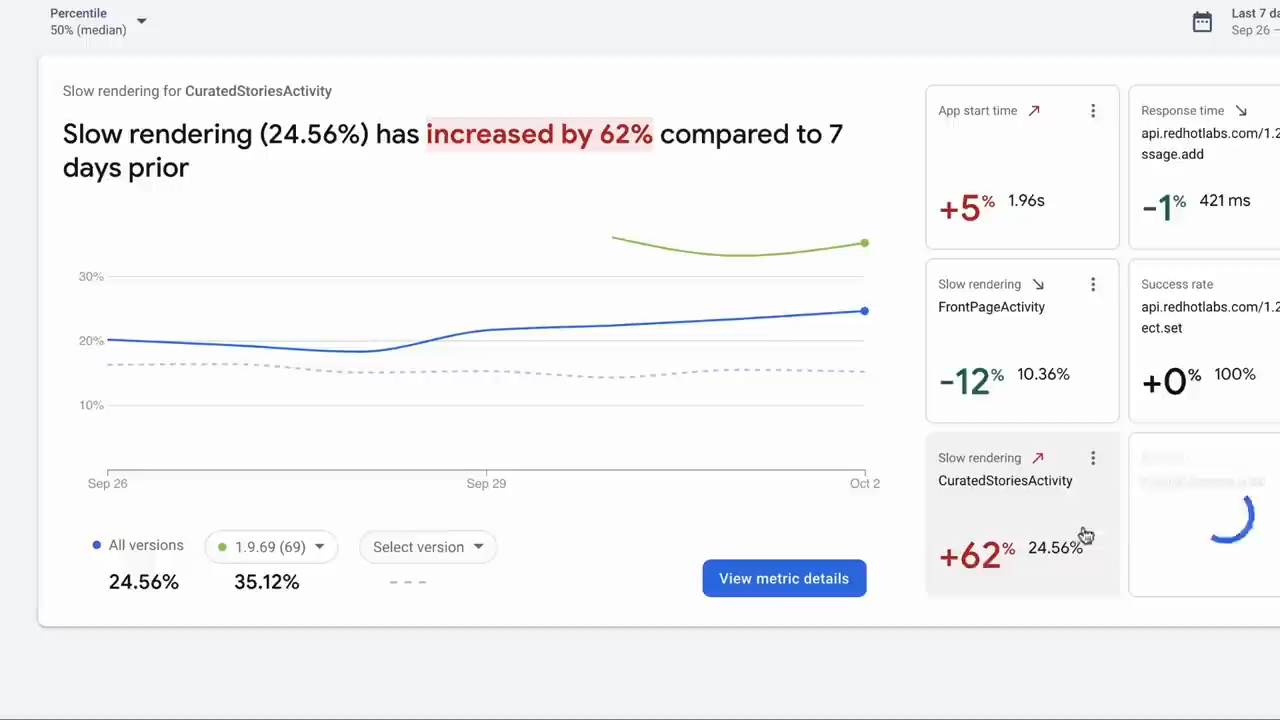 Percentile
50% (median)
Last 7 da
Sep 26 –
Slow rendering for CuratedStoriesActivity
Slow rendering (24.56%) has increased by 62% compared to 7
days prior
30%
20%
10%
Sep 26
Sep 29
Oct 2
All versions
1.9.69 (69)
Select version
24.56%
35.12%
View metric details
App start time
+5%
1.96s
Response time
api.redhotlabs.com/1.2
ssage.add
-1%
421 ms
Slow rendering
FrontPageActivity
-12%
10.36%
Success rate
api.redhotlabs.com/1.2
ect.set
+0%
100%
Slow rendering
CuratedStoriesActivity
+62%
24.56%